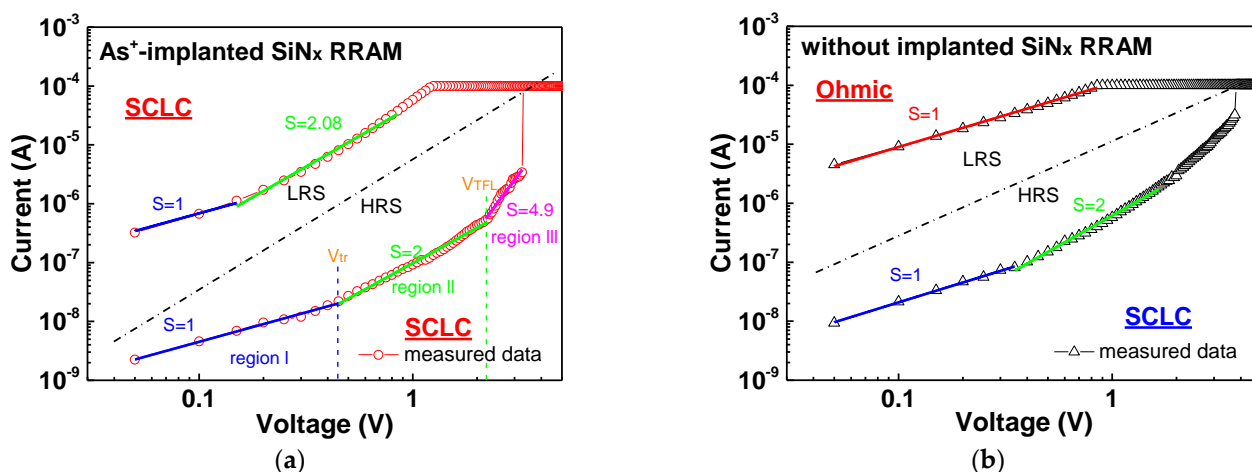 10⁻³
10⁻⁴
10⁻⁵
10⁻⁶
10⁻⁷
10⁻⁸
10⁻⁹
Current (A)
As⁺-implanted SiNx RRAM
SCLC
S=2.08
S=1
LRS
HRS
V_TFL
S=4.9
region III
V_tr
S=2
region II
S=1
region I
SCLC
measured data
0.1
1
Voltage (V)
(a)
10⁻³
10⁻⁴
10⁻⁵
10⁻⁶
10⁻⁷
10⁻⁸
10⁻⁹
Current (A)
without implanted SiNx RRAM
Ohmic
S=1
LRS
HRS
S=2
S=1
SCLC
measured data
0.1
1
Voltage (V)
(b)